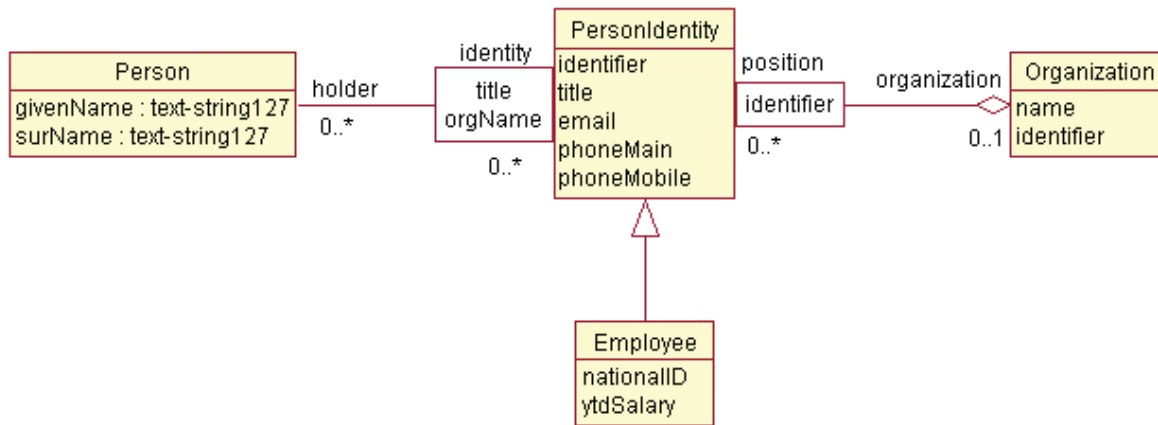 Person
givenName : text-string127
surName : text-string127
holder
0..*
identity
title
orgName
0..*
PersonIdentity
identifier
title
email
phoneMain
phoneMobile
position
identifier
0..*
organization
0..1
Organization
name
identifier
Employee
nationalID
ytdSalary